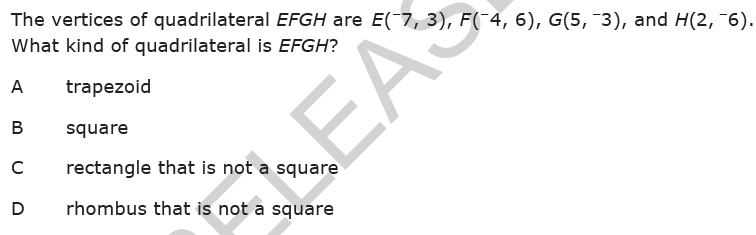 The vertices of quadrilateral EFGH are E(⁻7, 3), F(⁻4, 6), G(5, ⁻3), and H(2, ⁻6).
What kind of quadrilateral is EFGH?
A trapezoid
B square
C rectangle that is not a square
D rhombus that is not a square